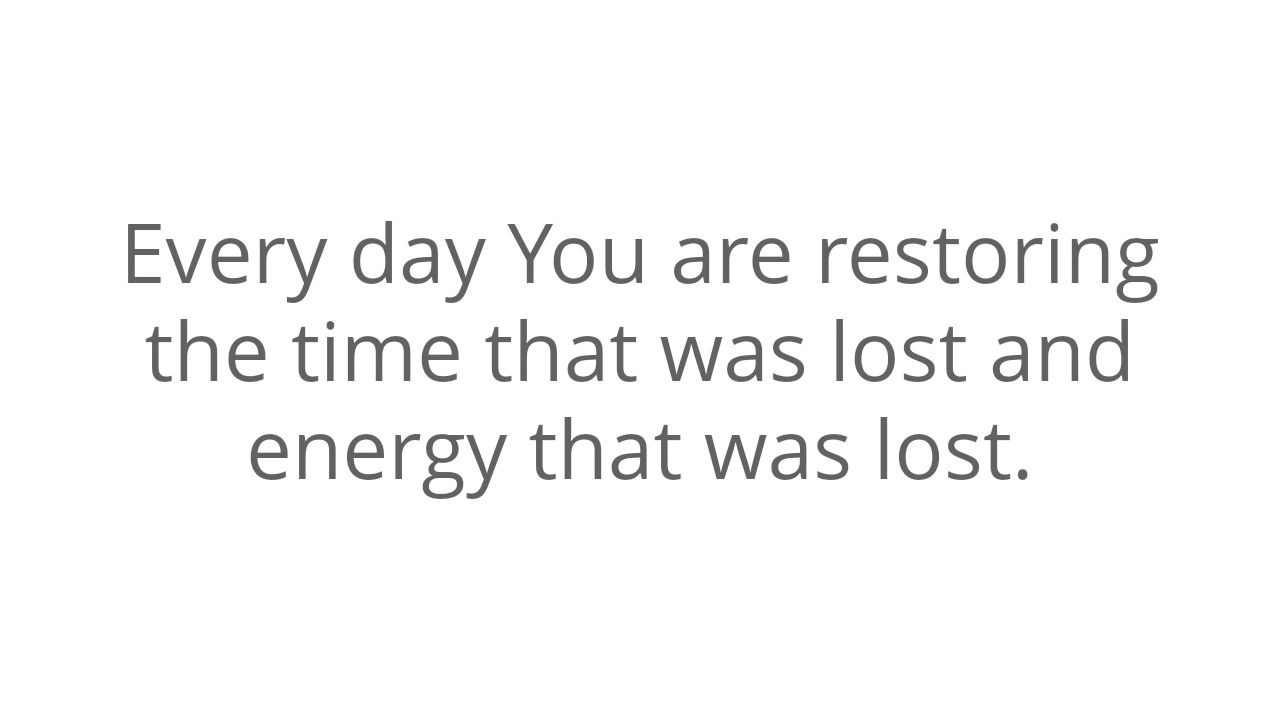 Every day You are restoring
the time that was lost and
energy that was lost.